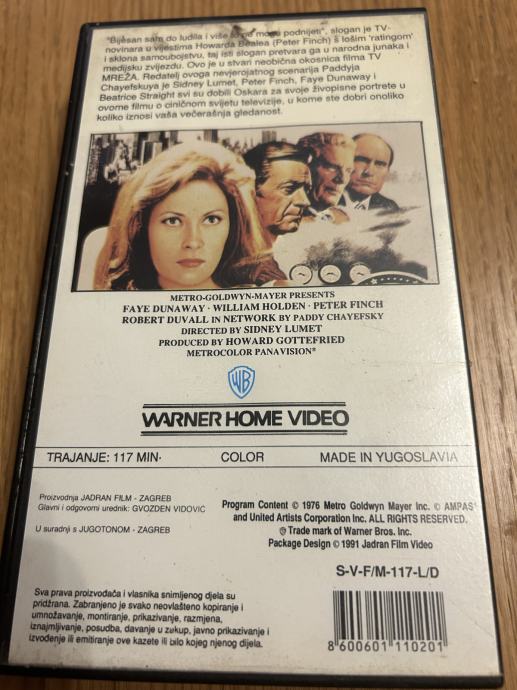 "Bijesan sam do ludila i više to ne mogu podnijeti", slogan je TV-
novinara u vijestima Howarda Bealea (Peter Finch) s lošim 'ratingom'
i sklona samoubojstvu, taj isti slogan pretvara ga u narodna junaka i
medijsku zvijezdu. Ovo je u stvari neobična okosnica filma TV
MREŽA. Redatelj ovoga nevjerojatnog scenarija Paddyja
Chayefskuya je Sidney Lumet, Peter Finch, Faye Dunaway i
Beatrice Straight svi su dobili Oskara za svoje živopisne portrete u
ovome filmu o ciničnom svijetu televizije, u kome ste dobri onoliko
koliko iznosi vaša večerašnja gledanost.
METRO-GOLDWYN-MAYER PRESENTS
FAYE DUNAWAY · WILLIAM HOLDEN · PETER FINCH
ROBERT DUVALL IN NETWORK BY PADDY CHAYEFSKY
DIRECTED BY SIDNEY LUMET
PRODUCED BY HOWARD GOTTEFRIED
METROCOLOR PANAVISION®
WB
WARNER HOME VIDEO
TRAJANJE: 117 MIN· COLOR MADE IN YUGOSLAVIA
Proizvodnja JADRAN FILM - ZAGREB
Glavni i odgovorni urednik: GVOZDEN VIDOVIĆ
U suradnji s JUGOTONOM - ZAGREB
Program Content © 1976 Metro Goldwyn Mayer Inc. © AMPAS®
and United Artists Corporation Inc. ALL RIGHTS RESERVED.
Trade mark of Warner Bros. Inc.
Package Design © 1991 Jadran Film Video
S-V-F/M-117-L/D
Sva prava proizvođača i vlasnika snimljenog djela su
pridržana. Zabranjeno je svako neovlašteno kopiranje i
umnožavanje, montiranje, prikazivanje, razmjena,
iznajmljivanje, posudba, davanje u zakup, javno prikazivanje i
izvođenje ili emitiranje ove kazete ili bilo kojeg njenog dijela.
8 600601 110201